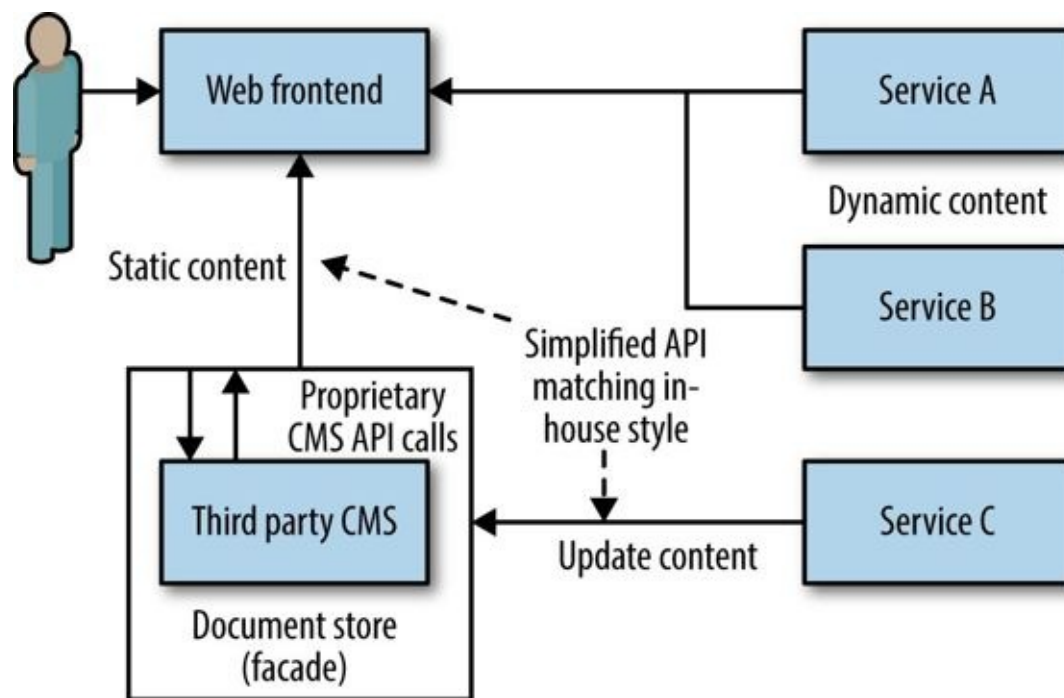 Web frontend
Service A
Dynamic content
Static content
Service B
Simplified API
matching in-
house style
Proprietary
CMS API calls
Third party CMS
Service C
Update content
Document store
(facade)